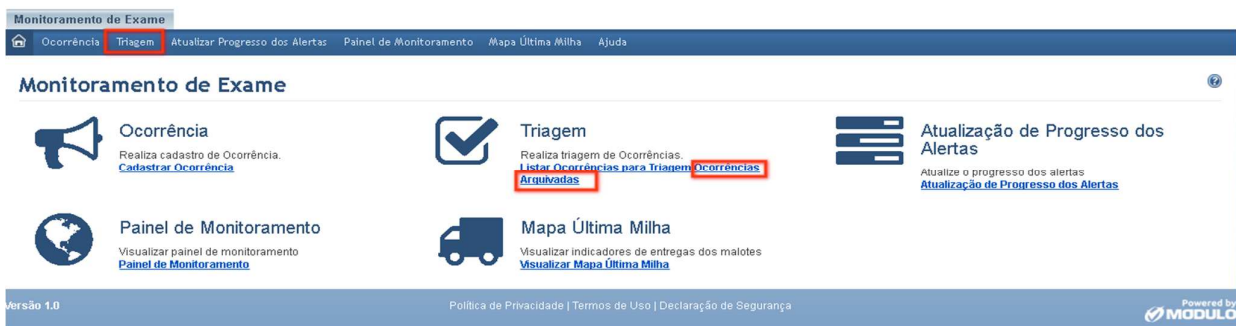 Monitoramento de Exame
Ocorrência Triagem Atualizar Progresso dos Alertas Painel de Monitoramento Mapa Última Milha Ajuda
Monitoramento de Exame
?
Ocorrência
Realiza cadastro de Ocorrência.
Cadastrar Ocorrência
Triagem
Realiza triagem de Ocorrências.
Listar Ocorrências para Triagem Ocorrências
Arquivadas
Atualização de Progresso dos
Alertas
Atualize o progresso dos alertas
Atualização de Progresso dos Alertas
Painel de Monitoramento
Visualizar painel de monitoramento
Painel de Monitoramento
Mapa Última Milha
Visualizar indicadores de entregas dos malotes
Visualizar Mapa Última Milha
Versão 1.0
Política de Privacidade | Termos de Uso | Declaração de Segurança
Powered by
MODULO